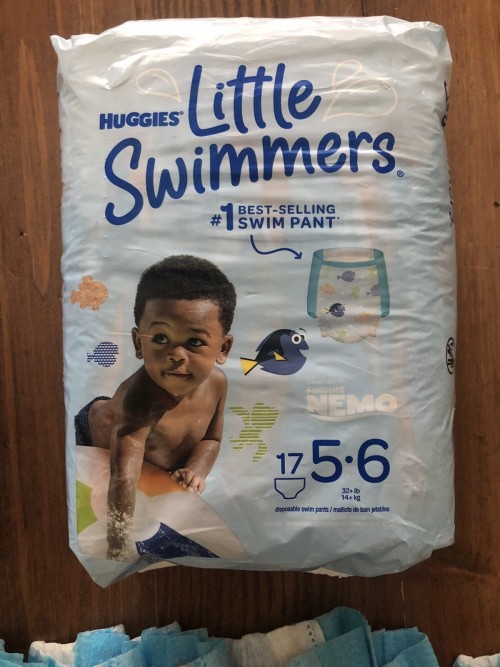 HUGGIES® Little
Swimmers®
#1 BEST-SELLING
SWIM PANT*
FINDING
NEMO
17 5•6
32+ lb
14+ kg
disposable swim pants / maillots de bain jetables